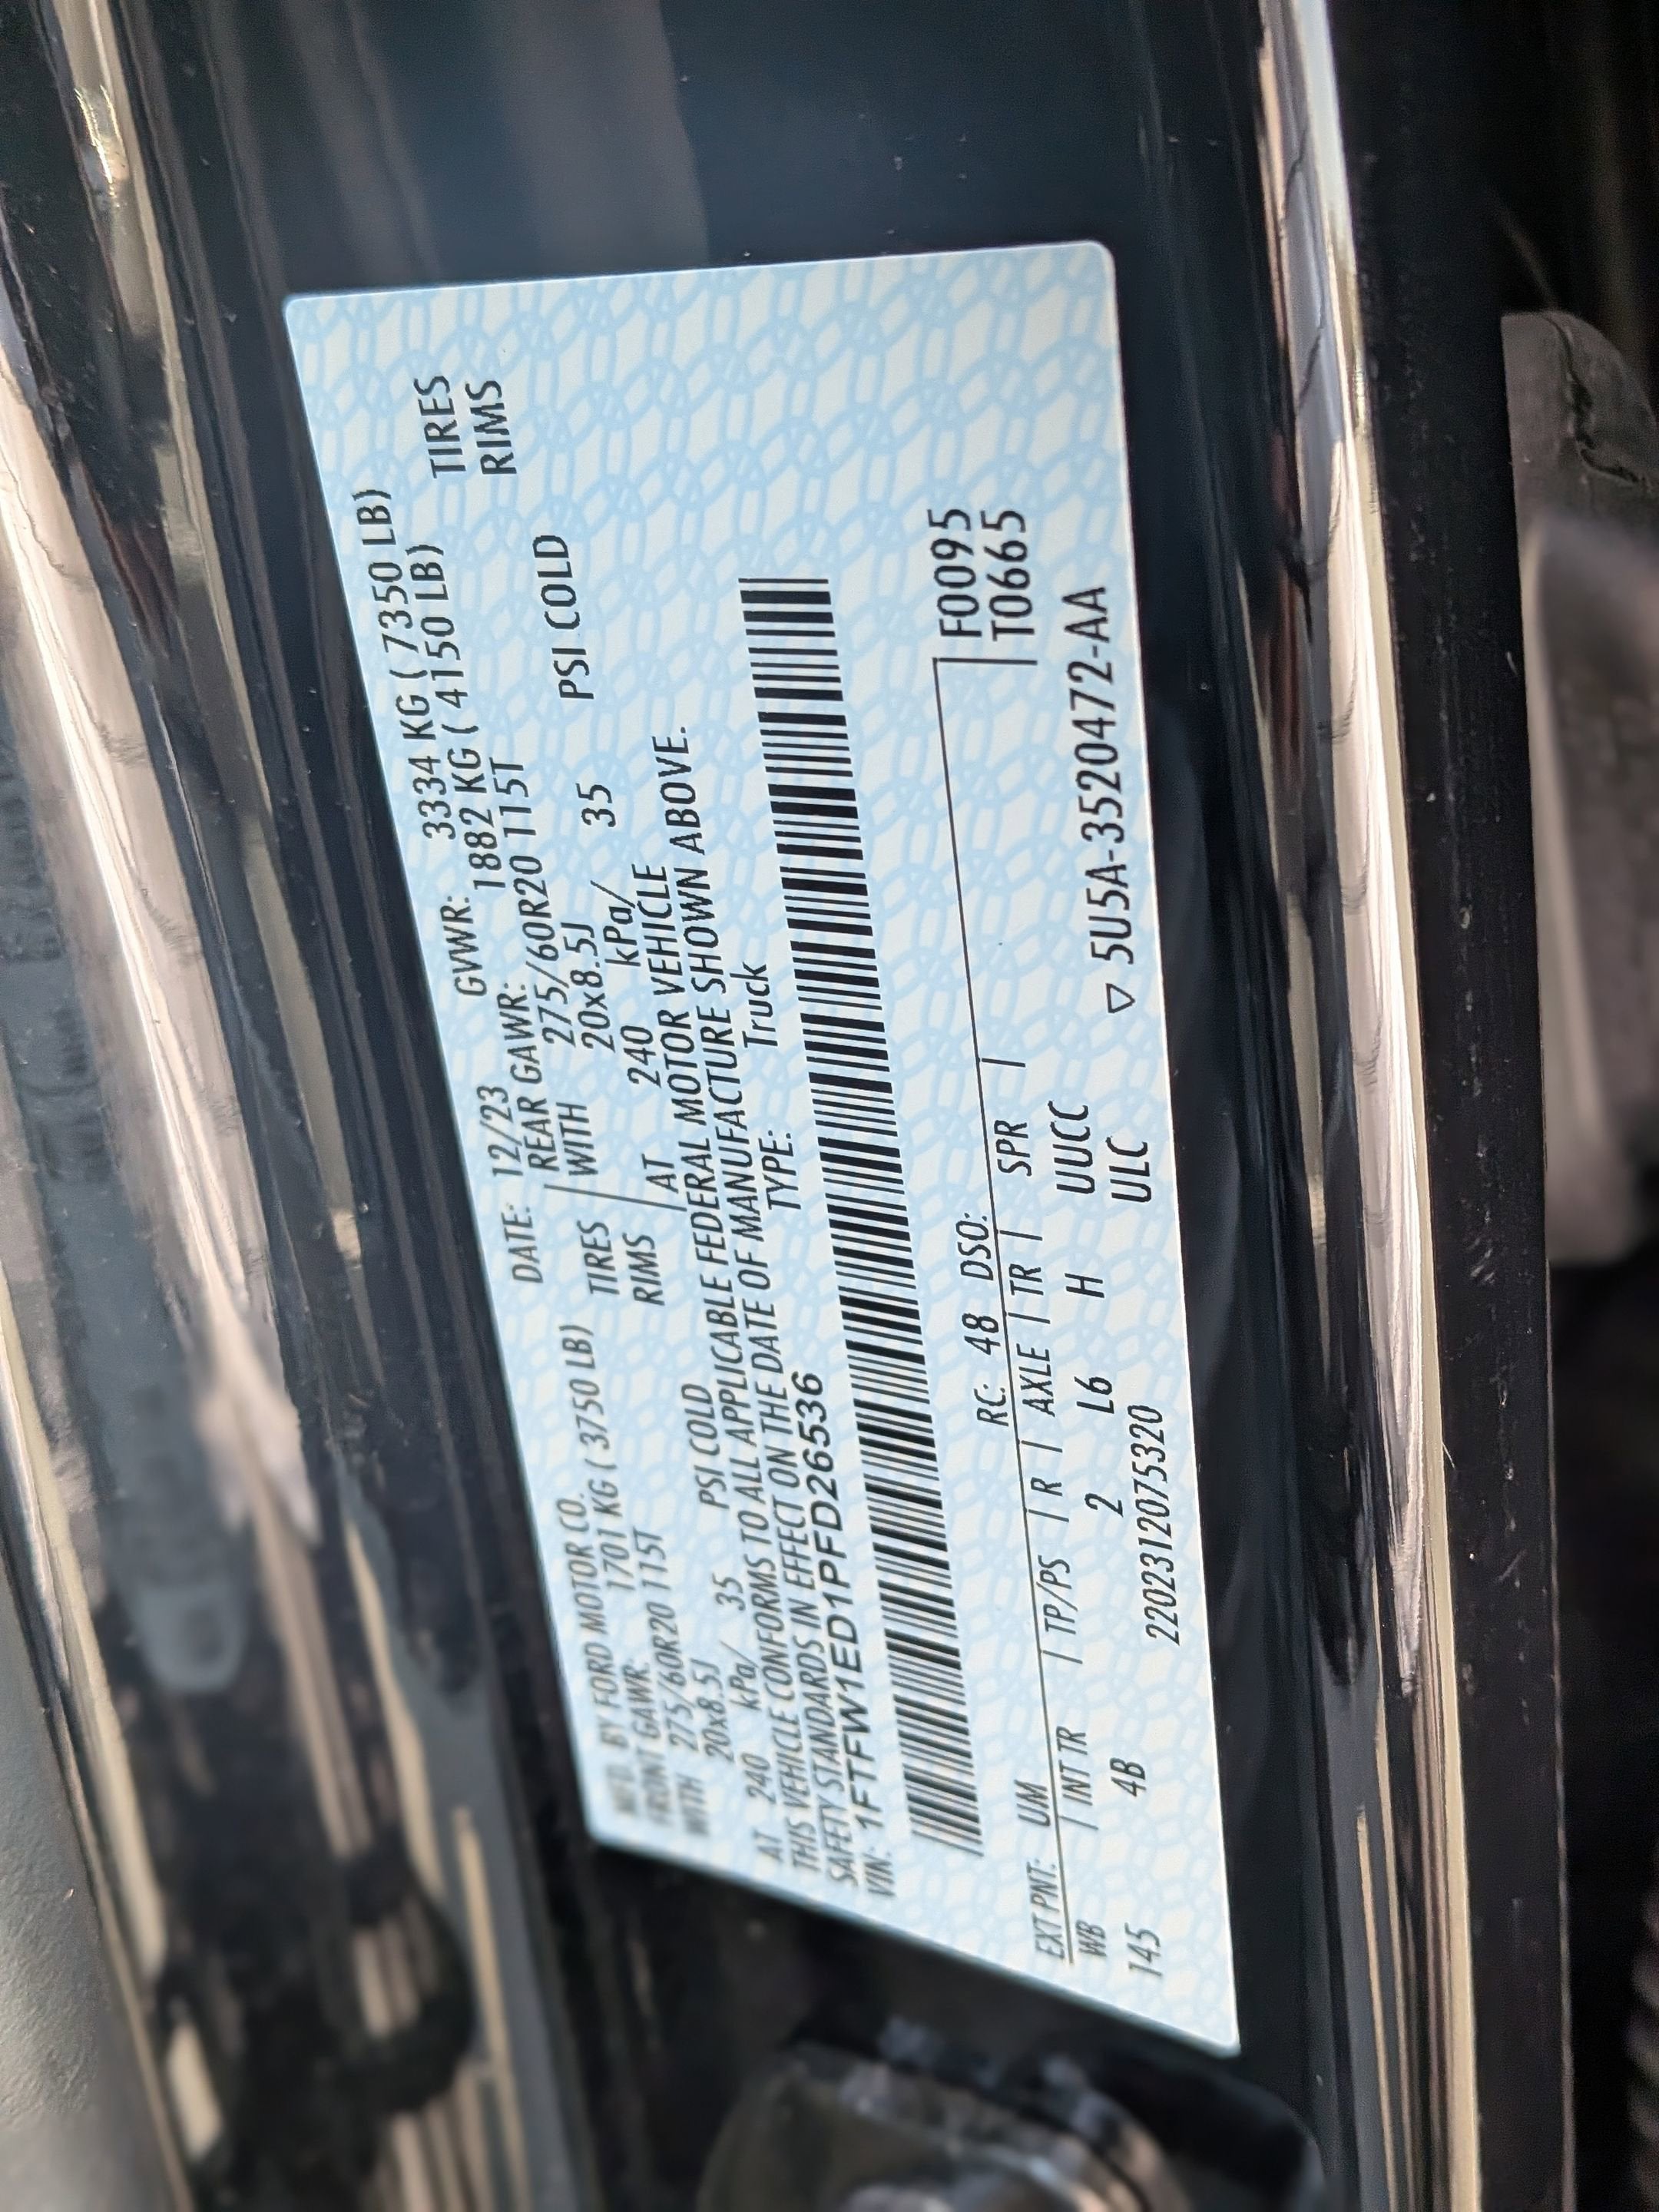 MFD. BY FORD MOTOR CO. DATE: 12/23 GVWR: 3334 KG ( 7350 LB)
FRONT GAWR: 1701 KG ( 3750 LB) REAR GAWR: 1882 KG ( 4150 LB)
WITH 275/60R20 115T TIRES WITH 275/60R20 115T TIRES
20x8.5J RIMS 20x8.5J RIMS
AT 240 kPa/ 35 PSI COLD AT 240 kPa/ 35 PSI COLD
THIS VEHICLE CONFORMS TO ALL APPLICABLE FEDERAL MOTOR VEHICLE
SAFETY STANDARDS IN EFFECT ON THE DATE OF MANUFACTURE SHOWN ABOVE.
VIN: 1FTFW1ED1PFD26536 TYPE: Truck
F0095
T0665
EXT PNT: UM RC: 48 DSO:
WB INT TR TP/PS R AXLE TR SPR
145 4B 2 L6 H UUCC
2202312075320 ULC ▽ 5U5A-3520472-AA